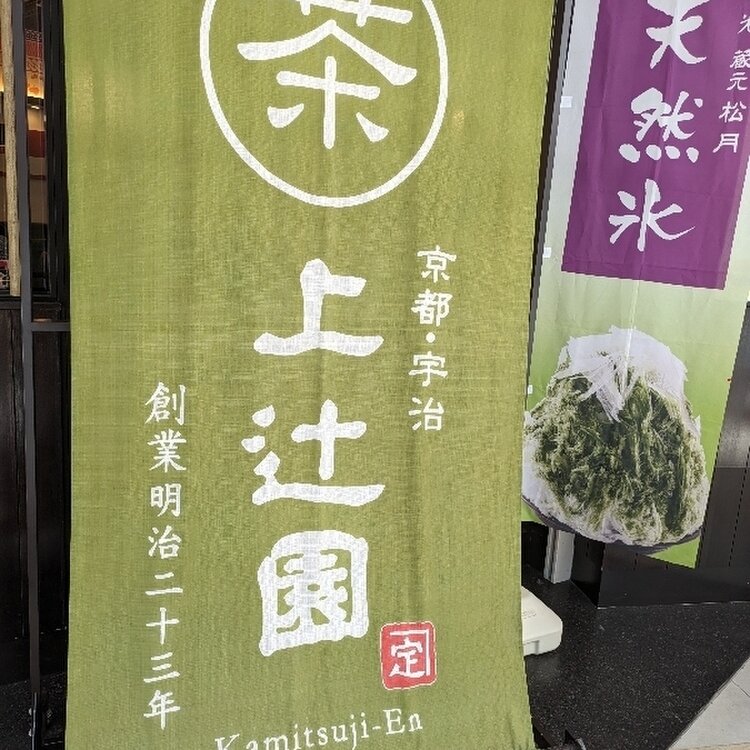 茶
京都・宇治
上辻園
創業明治二十三年
定
Kamitsuji-En
天然氷
蔵元松月